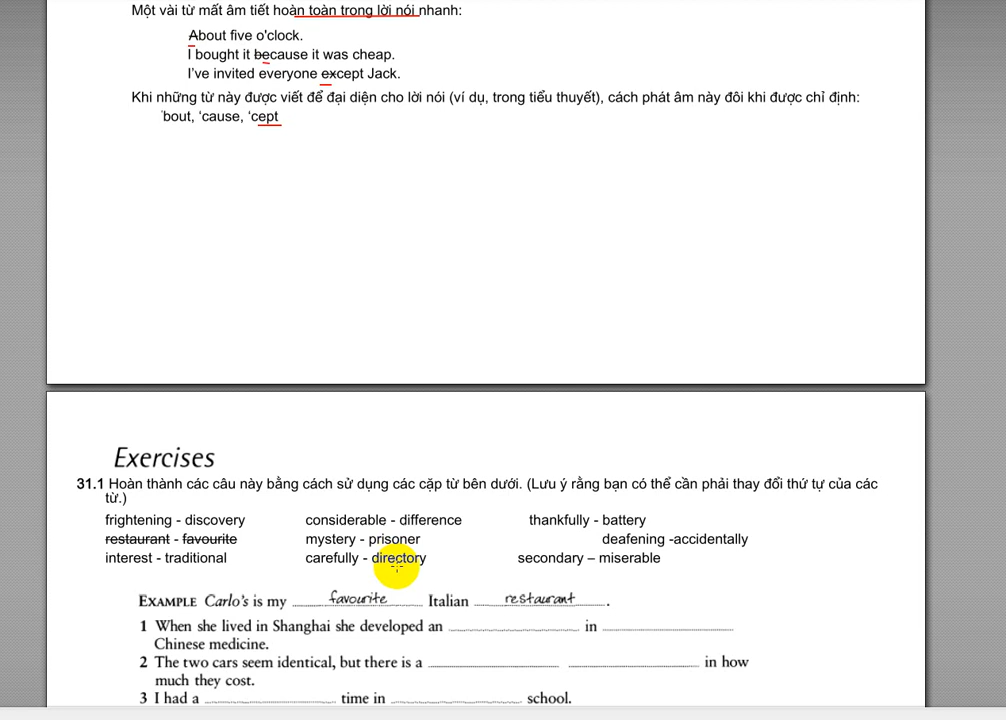 Một vài từ mất âm tiết hoàn toàn trong lời nói nhanh:
About five o'clock.
I bought it because it was cheap.
I've invited everyone except Jack.
Khi những từ này được viết để đại diện cho lời nói (ví dụ, trong tiểu thuyết), cách phát âm này đôi khi được chỉ định:
'bout, 'cause, 'cept
Exercises
31.1 Hoàn thành các câu này bằng cách sử dụng các cặp từ bên dưới. (Lưu ý rằng bạn có thể cần phải thay đổi thứ tự của các
từ.)
frightening - discovery considerable - difference thankfully - battery
restaurant - favourite mystery - prisoner deafening -accidentally
interest - traditional carefully - directory secondary – miserable
EXAMPLE Carlo's is my favourite Italian restaurant.
1 When she lived in Shanghai she developed an in
Chinese medicine.
2 The two cars seem identical, but there is a in how
much they cost.
3 I had a time in school.